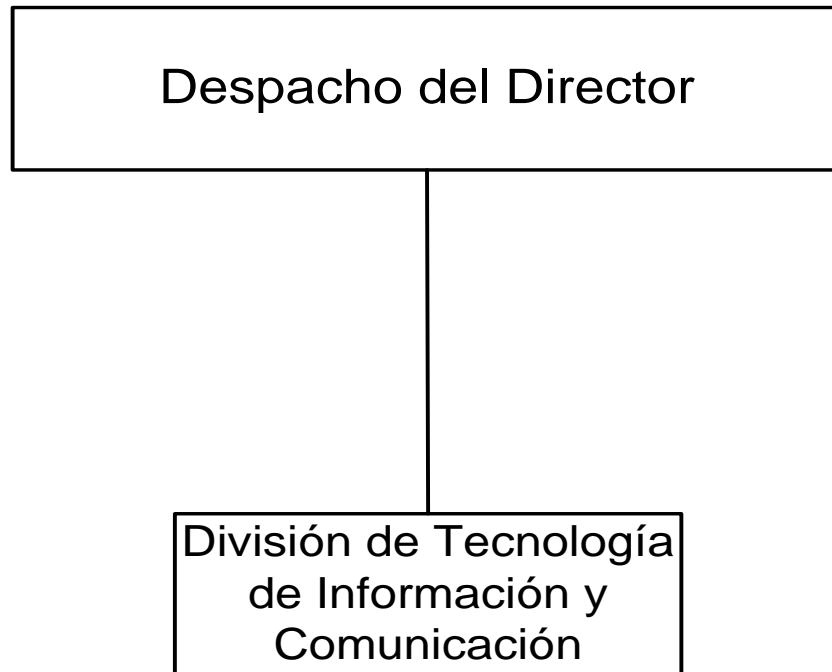 Despacho del Director
División de Tecnología
de Información y
Comunicación